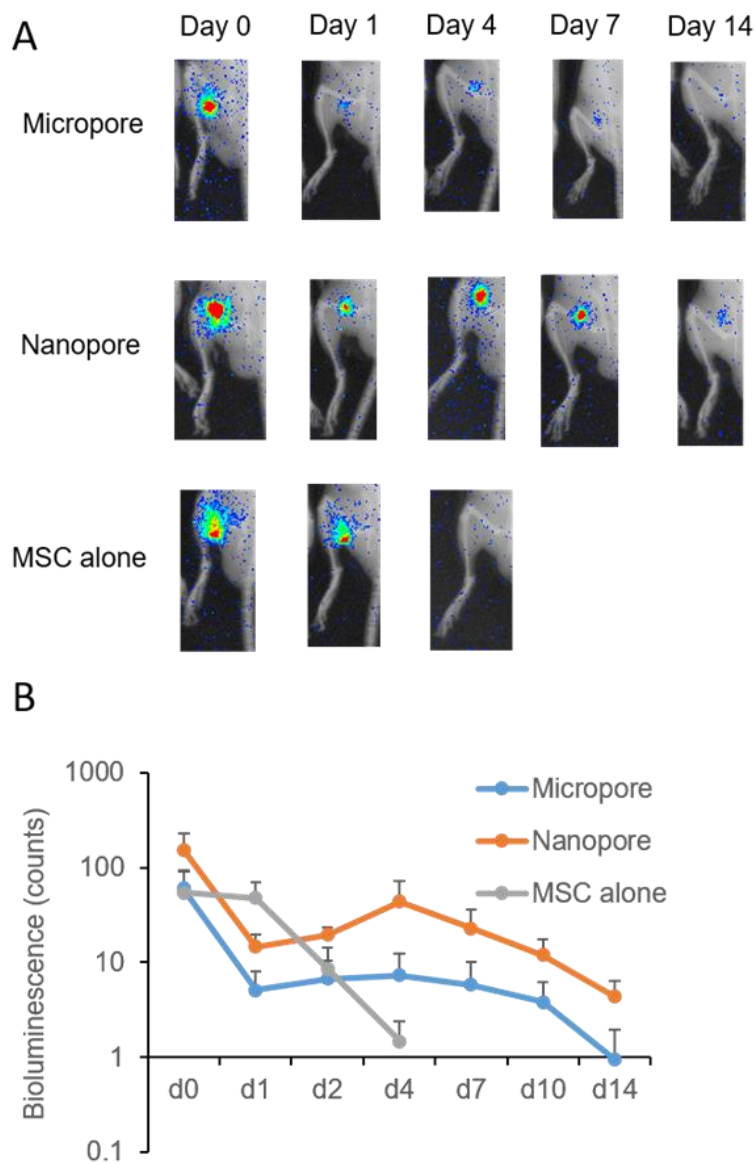 A
Day 0 Day 1 Day 4 Day 7 Day 14
Micropore
Nanopore
MSC alone
B
Bioluminescence (counts)
1000
100
10
1
0.1
Micropore
Nanopore
MSC alone
d0 d1 d2 d4 d7 d10 d14